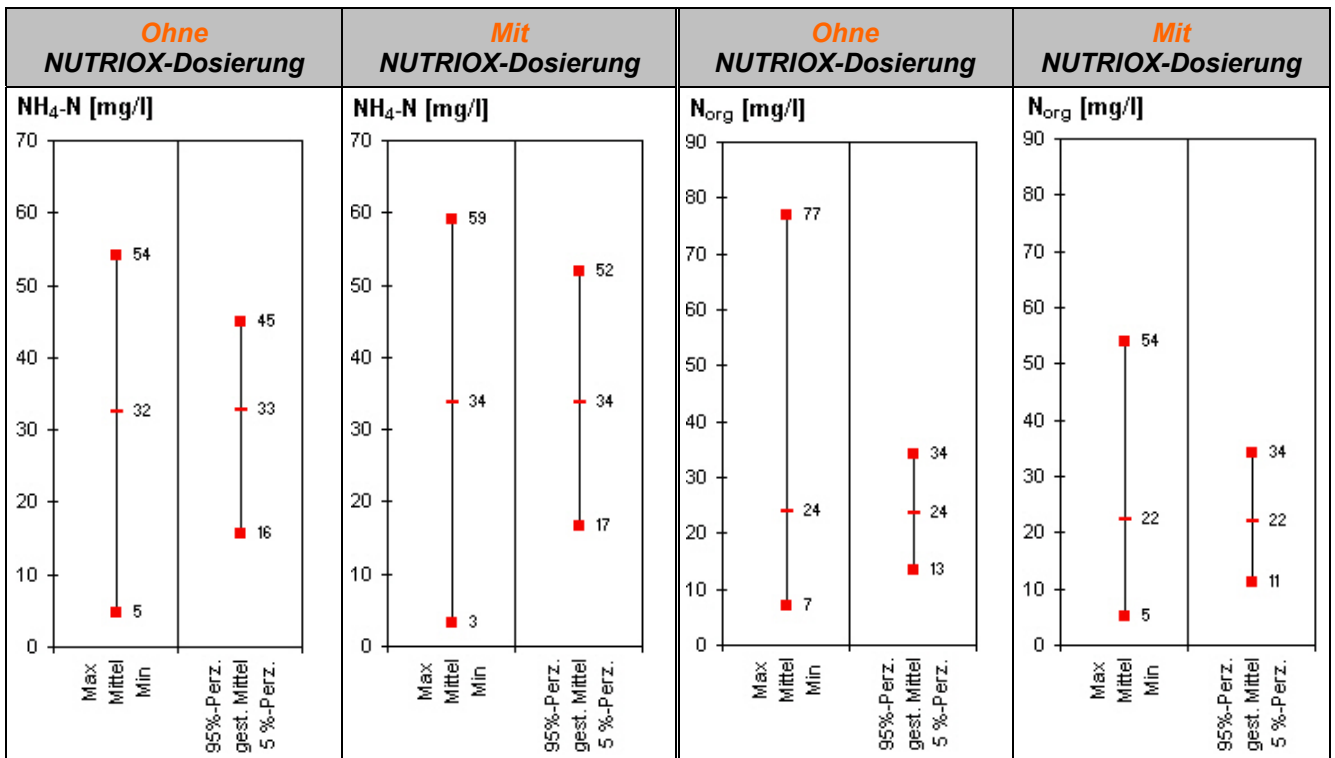 Ohne
NUTRIOX-Dosierung
Mit
NUTRIOX-Dosierung
Ohne
NUTRIOX-Dosierung
Mit
NUTRIOX-Dosierung
NH₄-N [mg/l]
70
60
50
40
30
20
10
0
54
32
5
45
33
16
Max
Mittel
Min
95%-Perz.
gest. Mittel
5 %-Perz.
NH₄-N [mg/l]
70
60
50
40
30
20
10
0
59
34
3
52
34
17
Max
Mittel
Min
95%-Perz.
gest. Mittel
5 %-Perz.
Norg [mg/l]
90
80
70
60
50
40
30
20
10
0
77
24
7
34
24
13
Max
Mittel
Min
95%-Perz.
gest. Mittel
5 %-Perz.
Norg [mg/l]
90
80
70
60
50
40
30
20
10
0
54
22
5
34
22
11
Max
Mittel
Min
95%-Perz.
gest. Mittel
5 %-Perz.